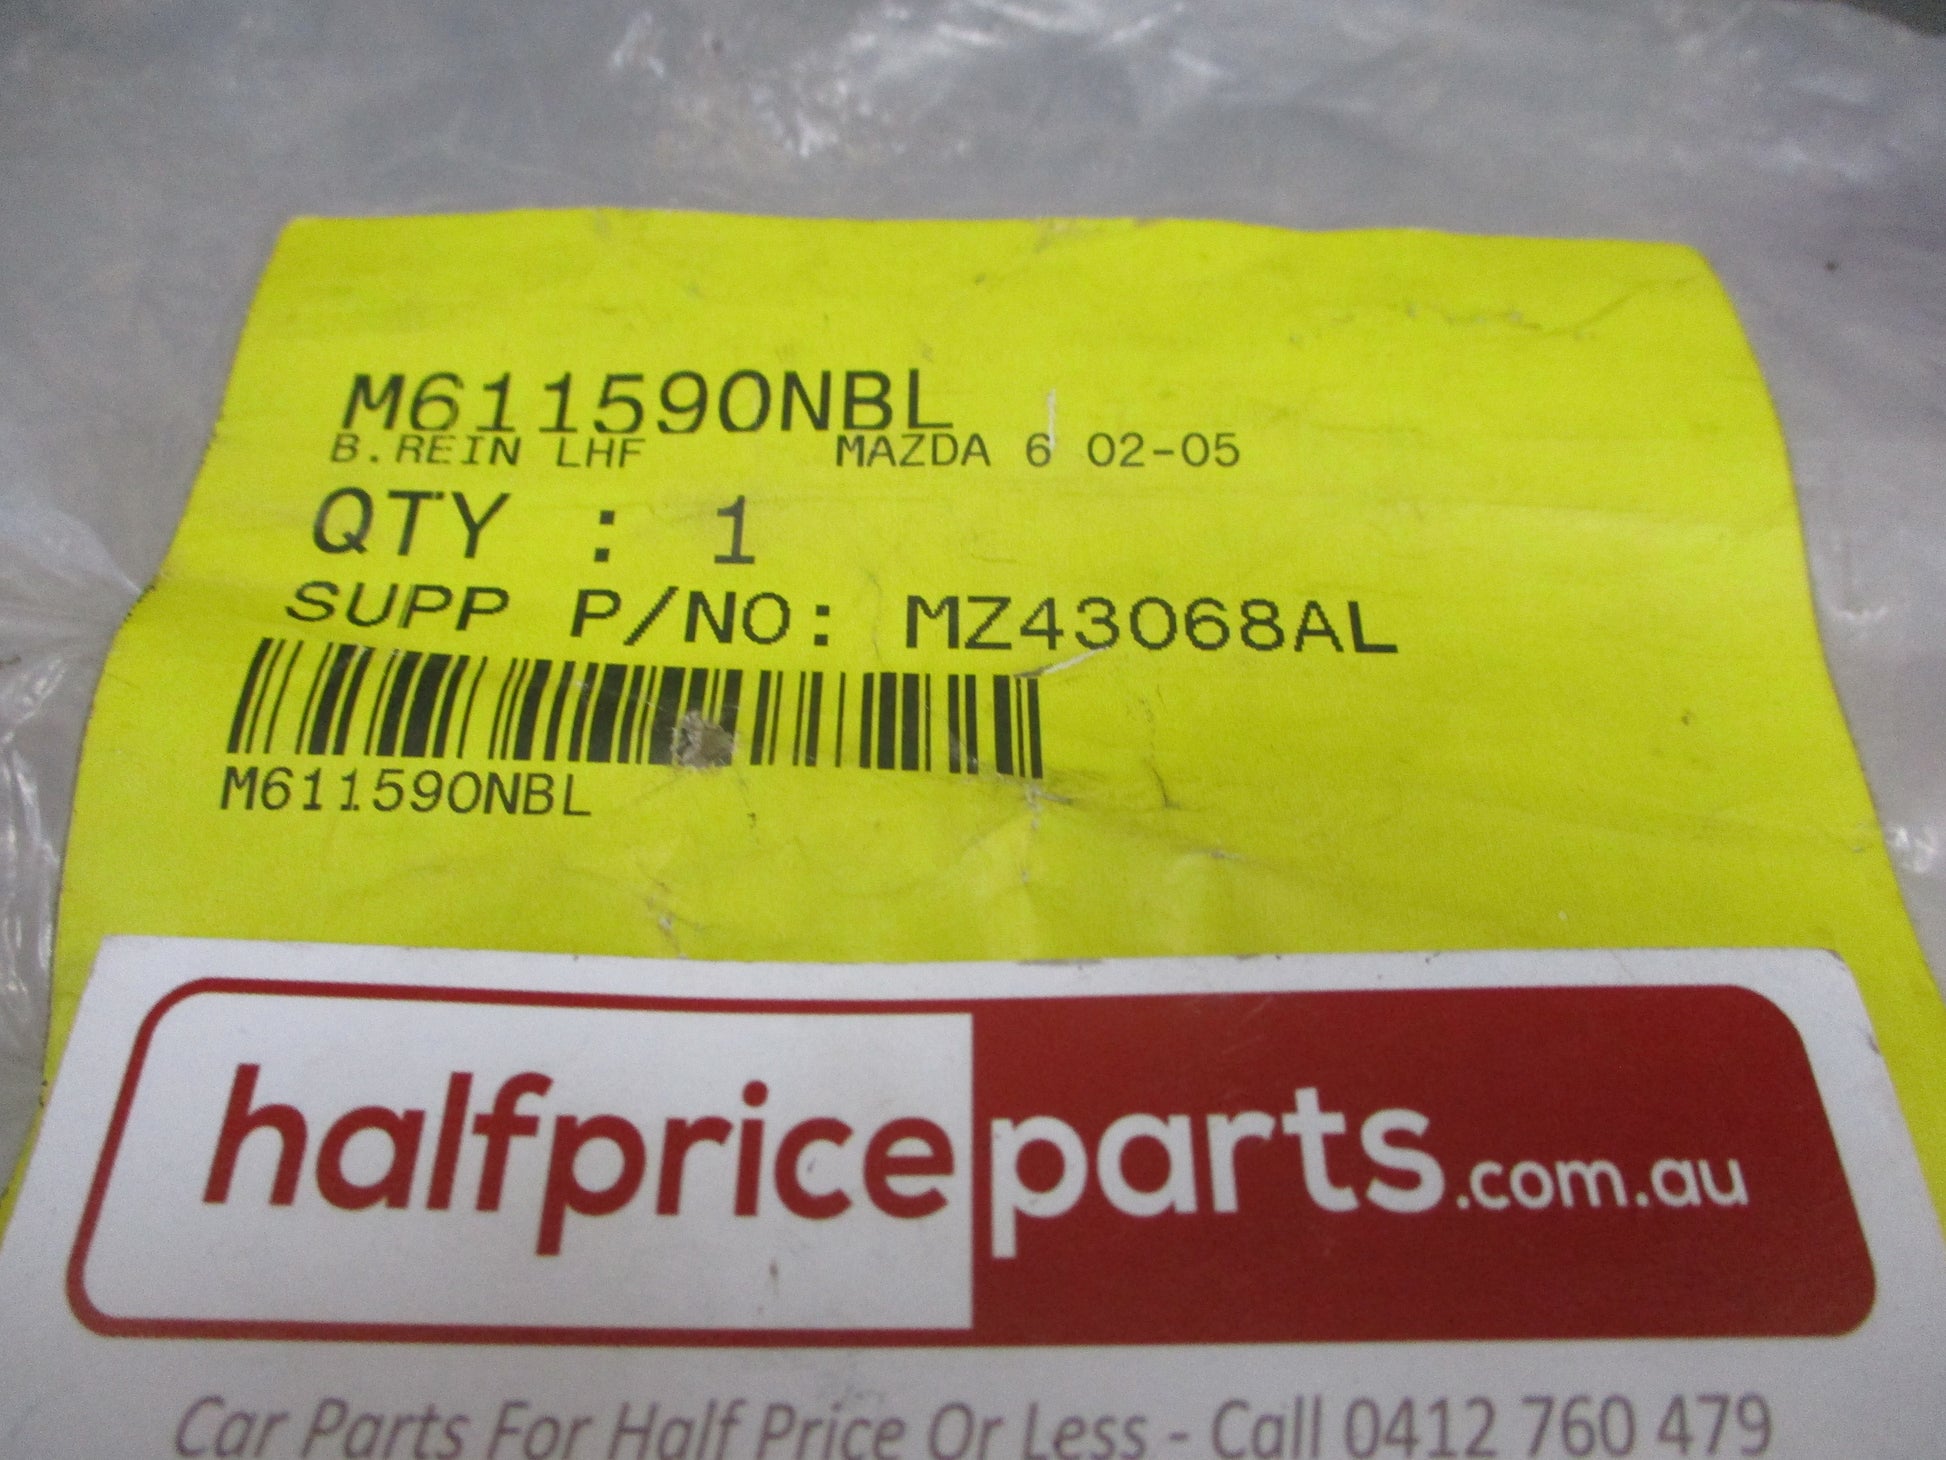 M611590NBL
B.REIN LHF MAZDA 6 02-05
QTY : 1
SUPP P/NO: MZ43068AL
M611590NBL
halfpriceparts.com.au
Car Parts For Half Price Or Less - Call 0412 760 479